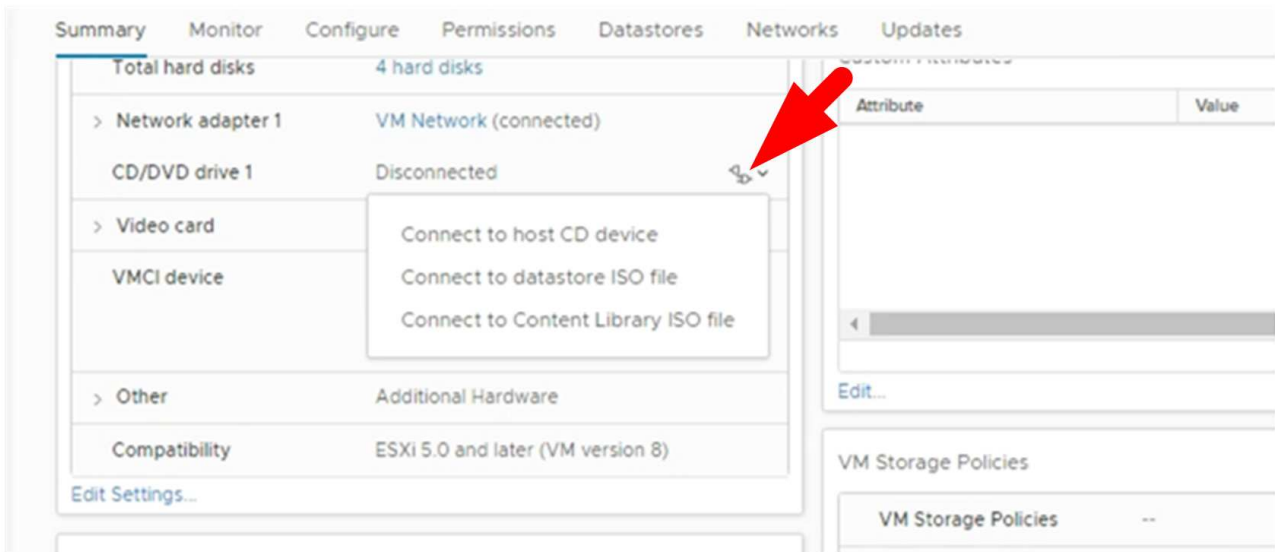 Summary Monitor Configure Permissions Datastores Networks Updates
Total hard disks 4 hard disks
> Network adapter 1 VM Network (connected)
CD/DVD drive 1 Disconnected
> Video card
Connect to host CD device
VMCI device
Connect to datastore ISO file
Connect to Content Library ISO file
> Other Additional Hardware
Compatibility ESXi 5.0 and later (VM version 8)
Edit Settings...
Custom Attributes
Attribute Value
Edit...
VM Storage Policies
VM Storage Policies --